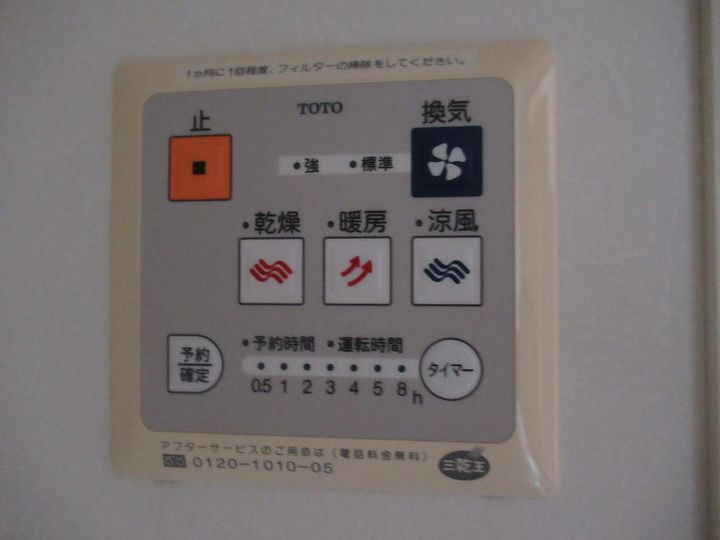 1ヵ月に1回程度、フィルターの掃除をしてください。
TOTO
止
換気
●強 ●標準
●乾燥 ●暖房 ●涼風
予約
確定
●予約時間 ●運転時間
タイマー
0.5 1 2 3 4 5 8 h
アフターサービスのご用命は(電話料金無料)
0120-1010-05
三乾王